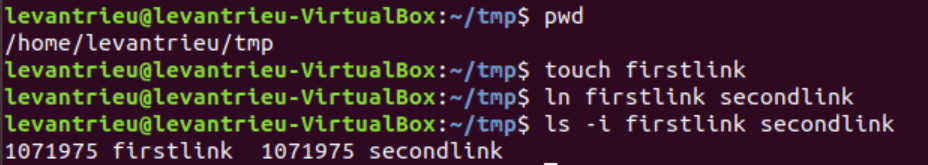 levantrieu@levantrieu-VirtualBox:~/tmp$ pwd
/home/levantrieu/tmp
levantrieu@levantrieu-VirtualBox:~/tmp$ touch firstlink
levantrieu@levantrieu-VirtualBox:~/tmp$ ln firstlink secondlink
levantrieu@levantrieu-VirtualBox:~/tmp$ ls -i firstlink secondlink
1071975 firstlink  1071975 secondlink